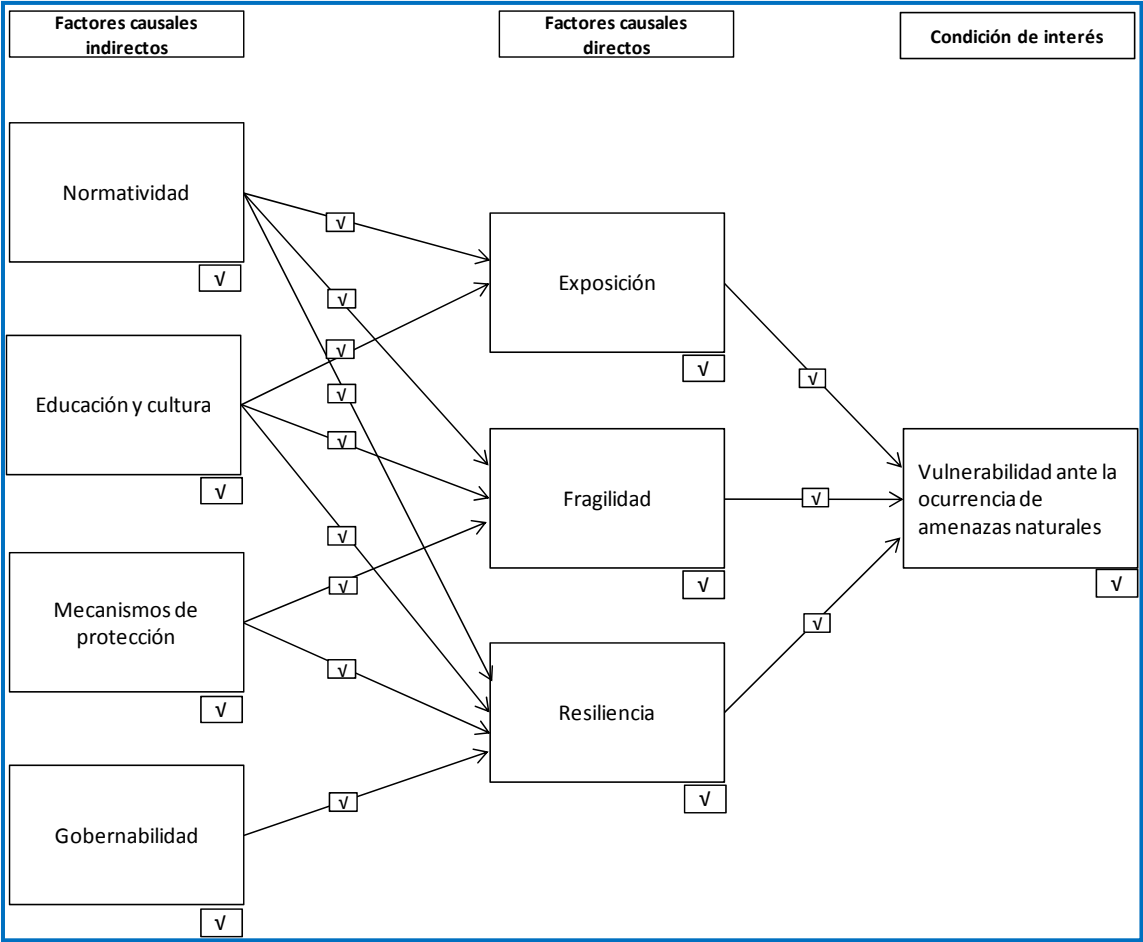 Factores causales
indirectos
Factores causales
directos
Condición de interés
Normatividad
√
Educación y cultura
√
Mecanismos de
protección
√
Gobernabilidad
√
√
√
√
√
√
√
√
√
√
Exposición
√
Fragilidad
√
Resiliencia
√
√
√
√
Vulnerabilidad ante la
ocurrencia de
amenazas naturales
√